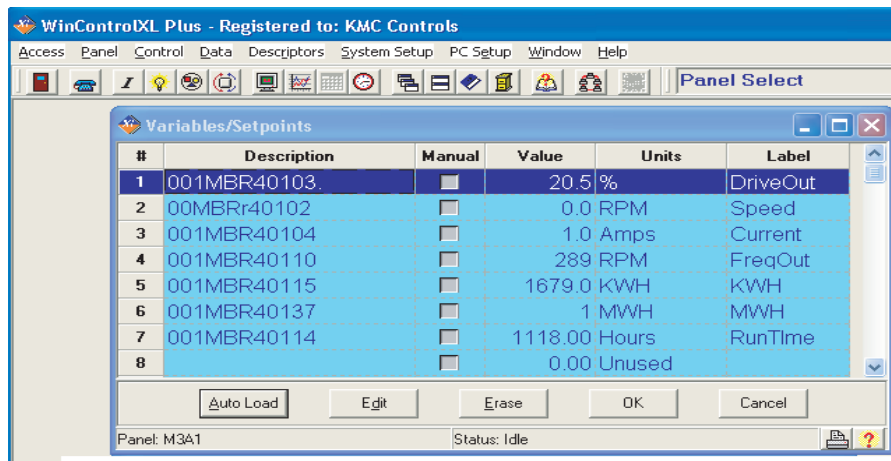 WinControlXL Plus - Registered to: KMC Controls
Access Panel Control Data Descriptors System Setup PC Setup Window Help
Panel Select
Variables/Setpoints
# Description Manual Value Units Label
1 001MBR40103. 20.5 % DriveOut
2 00MBRr40102 0.0 RPM Speed
3 001MBR40104 1.0 Amps Current
4 001MBR40110 289 RPM FreqOut
5 001MBR40115 1679.0 KWH KWH
6 001MBR40137 1 MWH MWH
7 001MBR40114 1118.00 Hours RunTIme
8 0.00 Unused
Auto Load Edit Erase OK Cancel
Panel: M3A1 Status: Idle